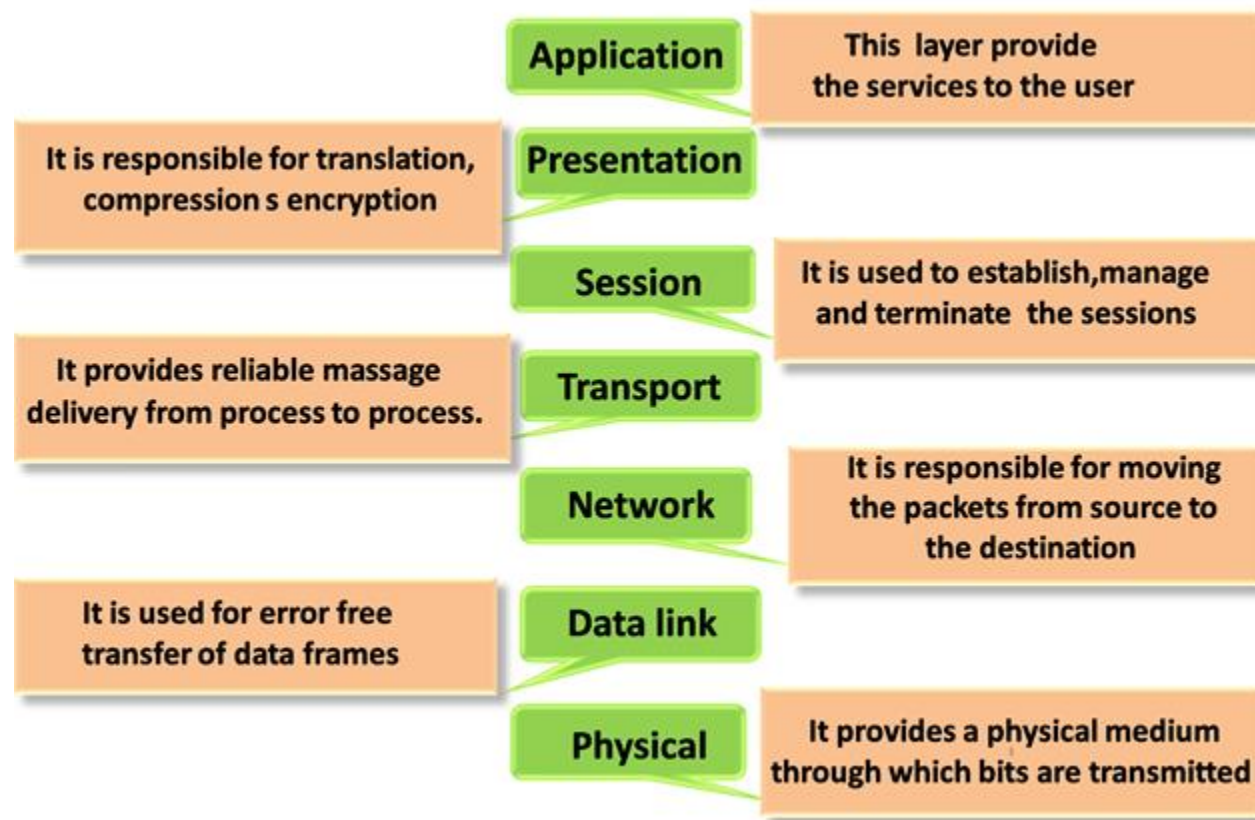 Application
This layer provide
the services to the user
Presentation
It is responsible for translation,
compression s encryption
Session
It is used to establish,manage
and terminate the sessions
Transport
It provides reliable massage
delivery from process to process.
Network
It is responsible for moving
the packets from source to
the destination
Data link
It is used for error free
transfer of data frames
Physical
It provides a physical medium
through which bits are transmitted